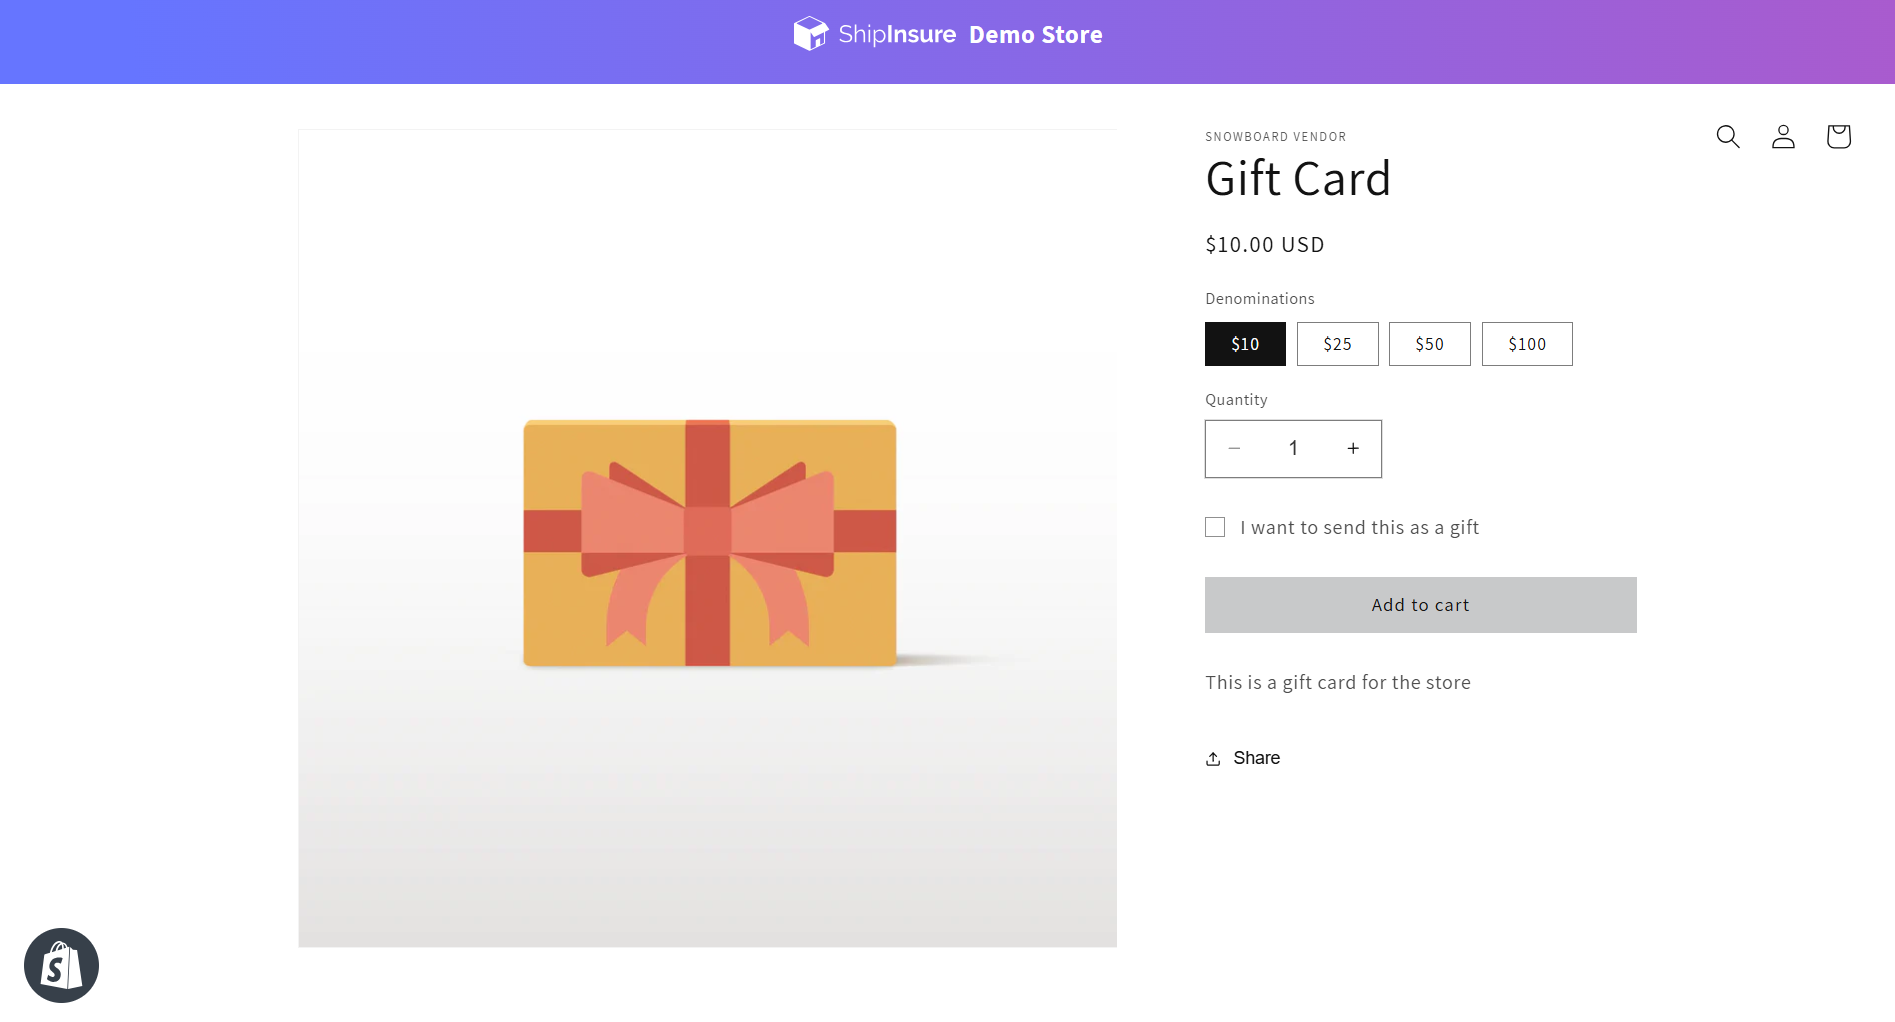 ShipInsure Demo Store
SNOWBOARD VENDOR
Gift Card
$10.00 USD
Denominations
$10 $25 $50 $100
Quantity
− 1 +
I want to send this as a gift
Add to cart
This is a gift card for the store
Share